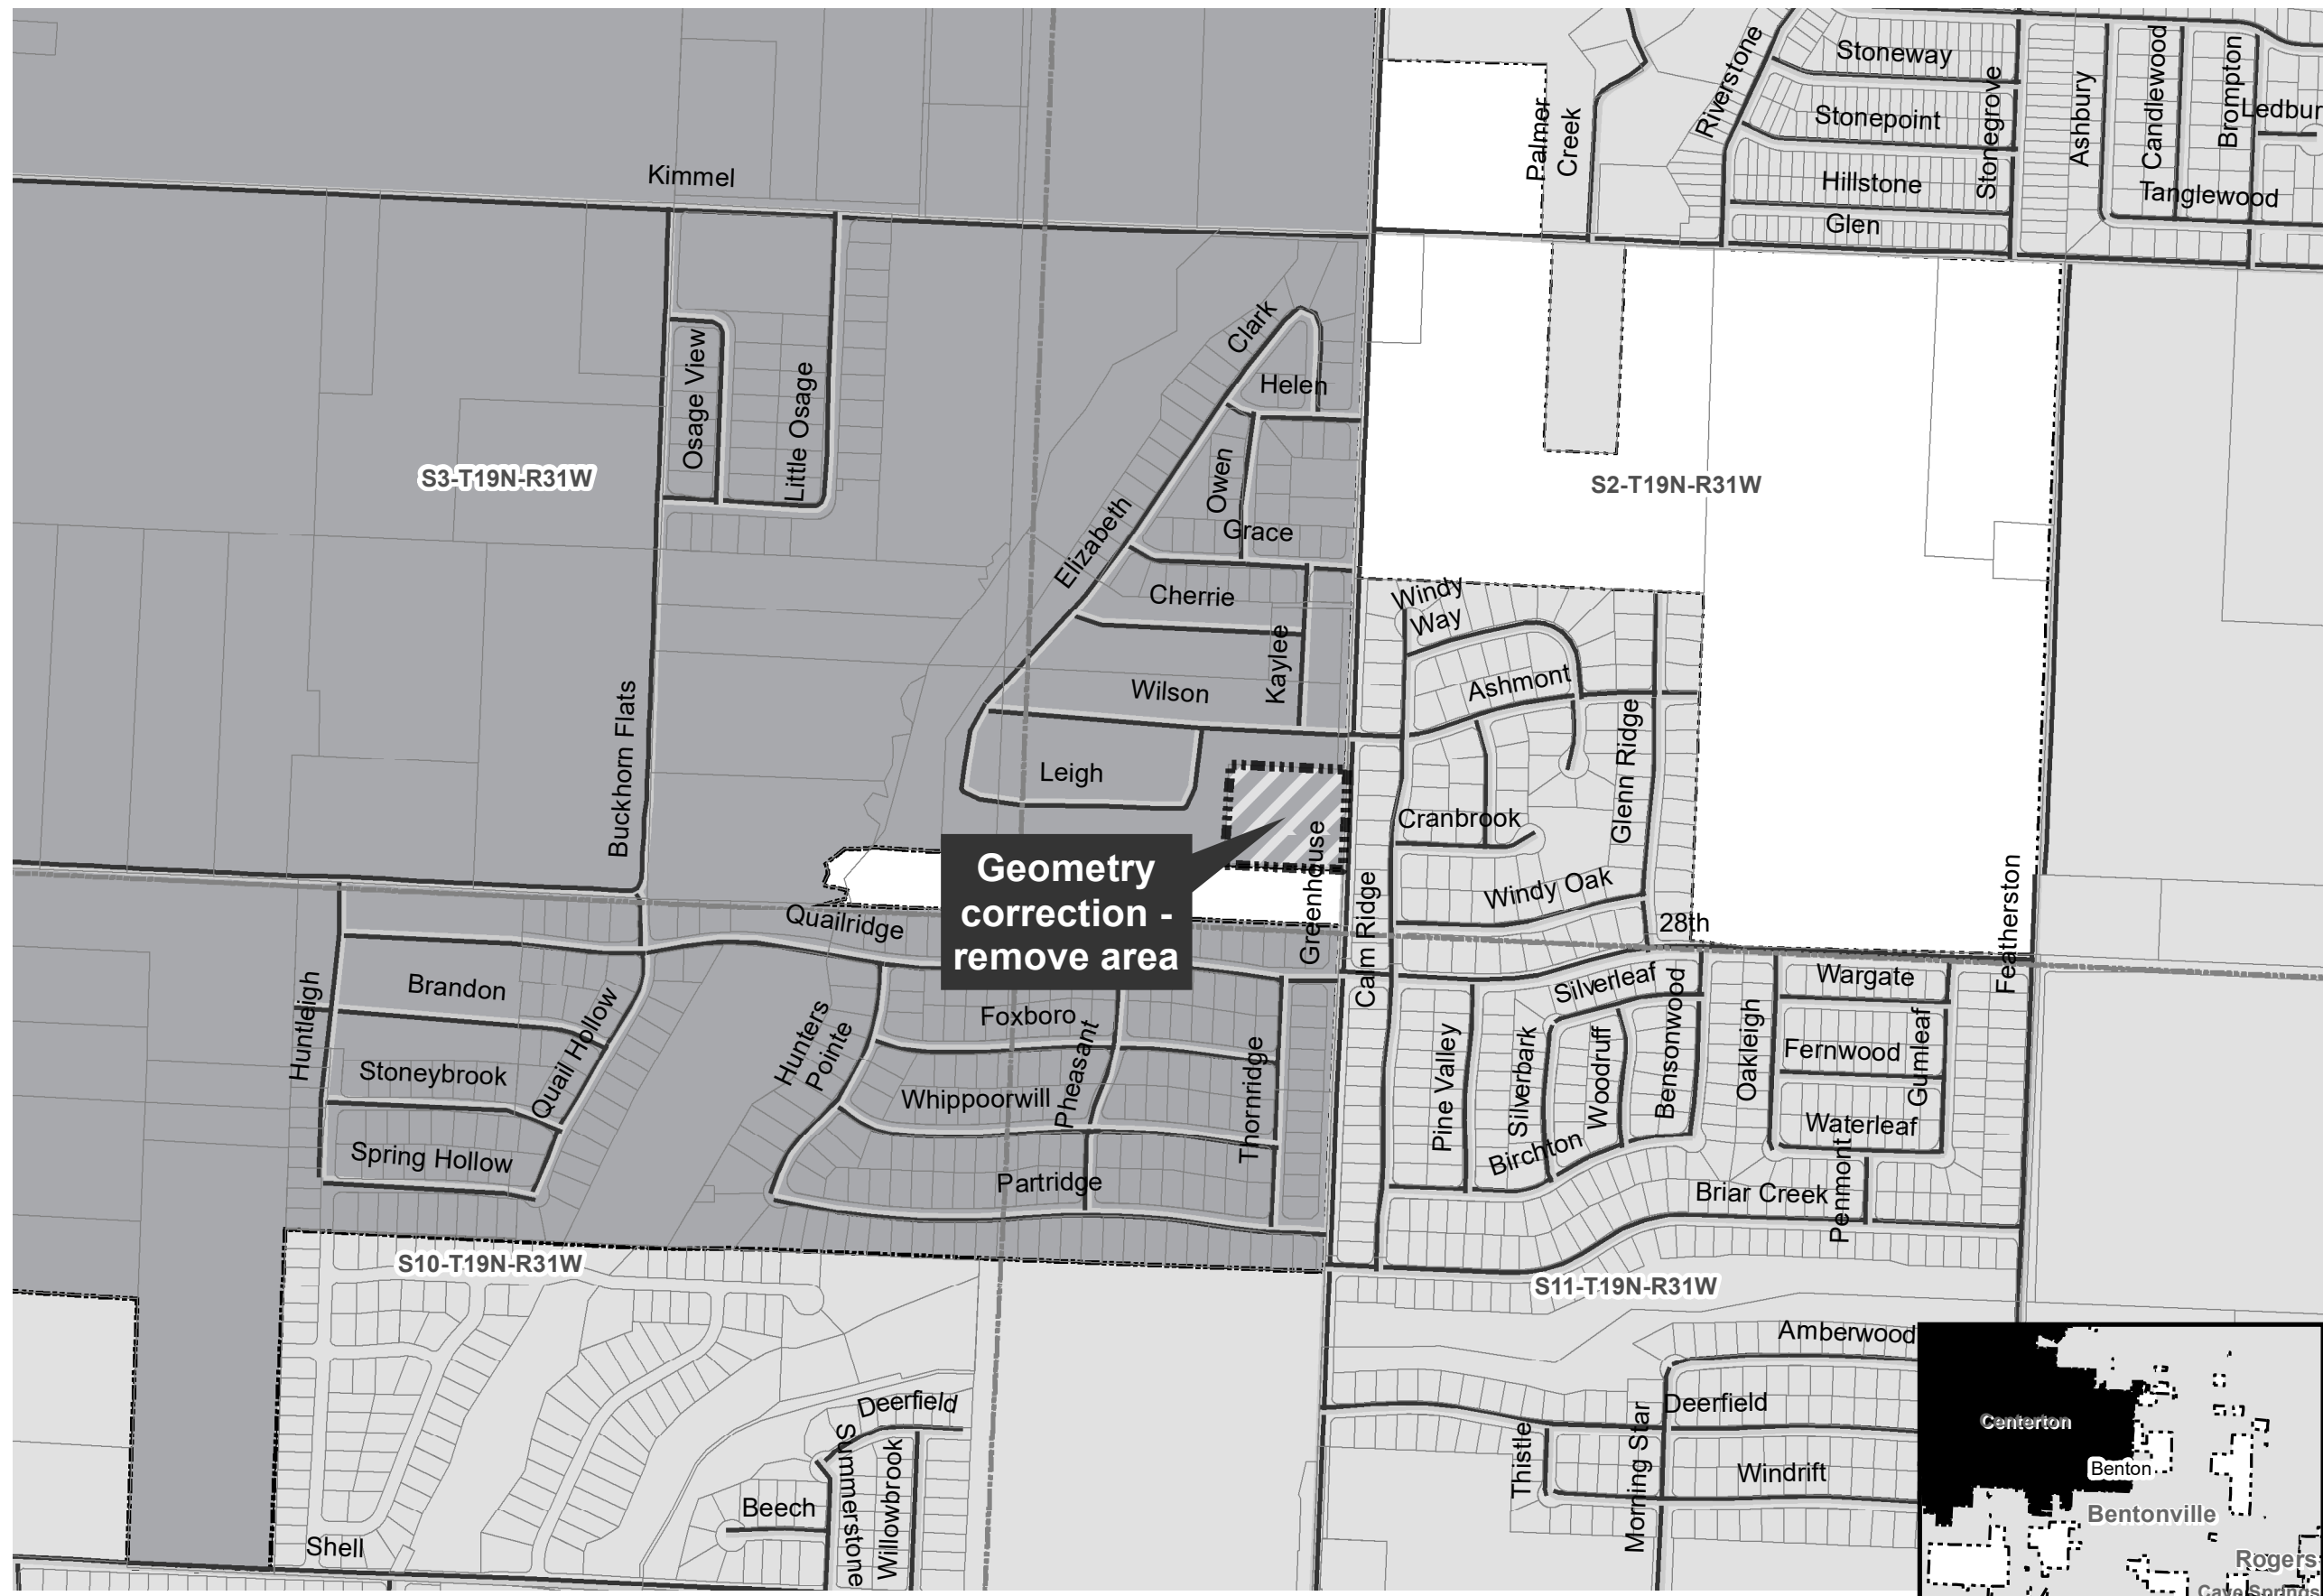 Stoneway
Riverstone
Stonepoint
Stonegrove
Ashbury
Candlewood
Brompton
Ledbur
Palmer
Creek
Hillstone
Tanglewood
Glen
Kimmel
Clark
Helen
Osage View
Little Osage
S3-T19N-R31W
S2-T19N-R31W
Owen
Grace
Elizabeth
Cherrie
Windy
Way
Kaylee
Wilson
Ashmont
Buckhorn Flats
Leigh
Glenn Ridge
Cranbrook
Geometry
correction -
remove area
Greenhouse
Windy Oak
Calm Ridge
Featherston
Quailridge
28th
Huntleigh
Brandon
Quail Hollow
Hunters
Pointe
Foxboro
Pheasant
Silverleaf
Wargate
Stoneybrook
Whippoorwill
Thornridge
Pine Valley
Silverbark
Woodruff
Bensonwood
Oakleigh
Fernwood
Gumleaf
Spring Hollow
Partridge
Birchton
Waterleaf
Briar Creek
Penmont
S10-T19N-R31W
S11-T19N-R31W
Amberwood
Deerfield
Deerfield
Summerstone
Willowbrook
Thistle
Morning Star
Windrift
Beech
Shell
Centerton
Benton
Bentonville
Rogers
Cave Springs